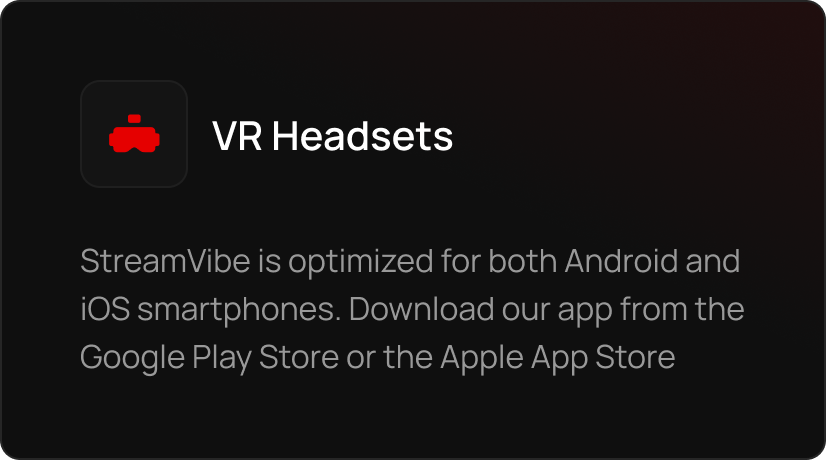 VR Headsets
StreamVibe is optimized for both Android and
iOS smartphones. Download our app from the
Google Play Store or the Apple App Store